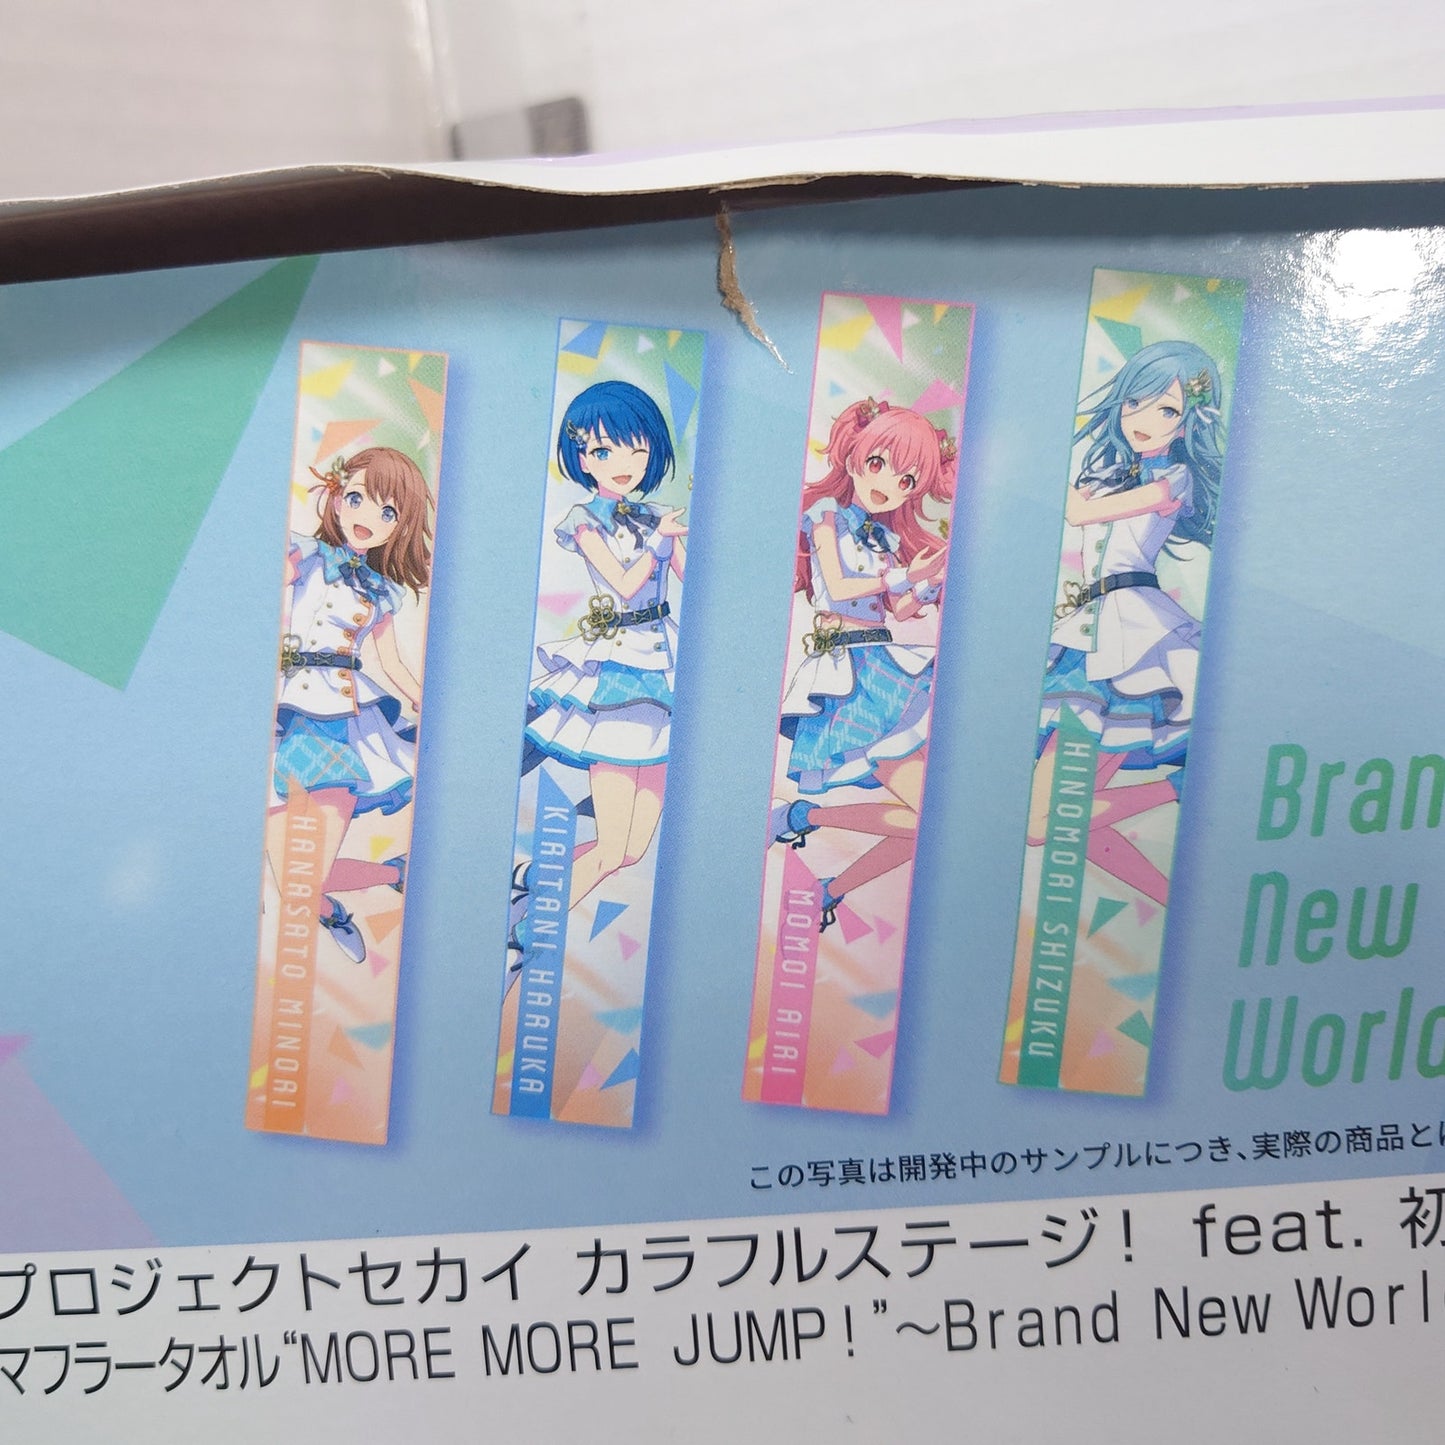 HANASATO MINORI
KIRITANI HARUKA
MOMOI AIRI
HINOMORI SHIZUKU
Bran
New
World
この写真は開発中のサンプルにつき、実際の商品とは
プロジェクトセカイ カラフルステージ! feat. 初
マフラータオル“MORE MORE JUMP!”～Brand New Worl